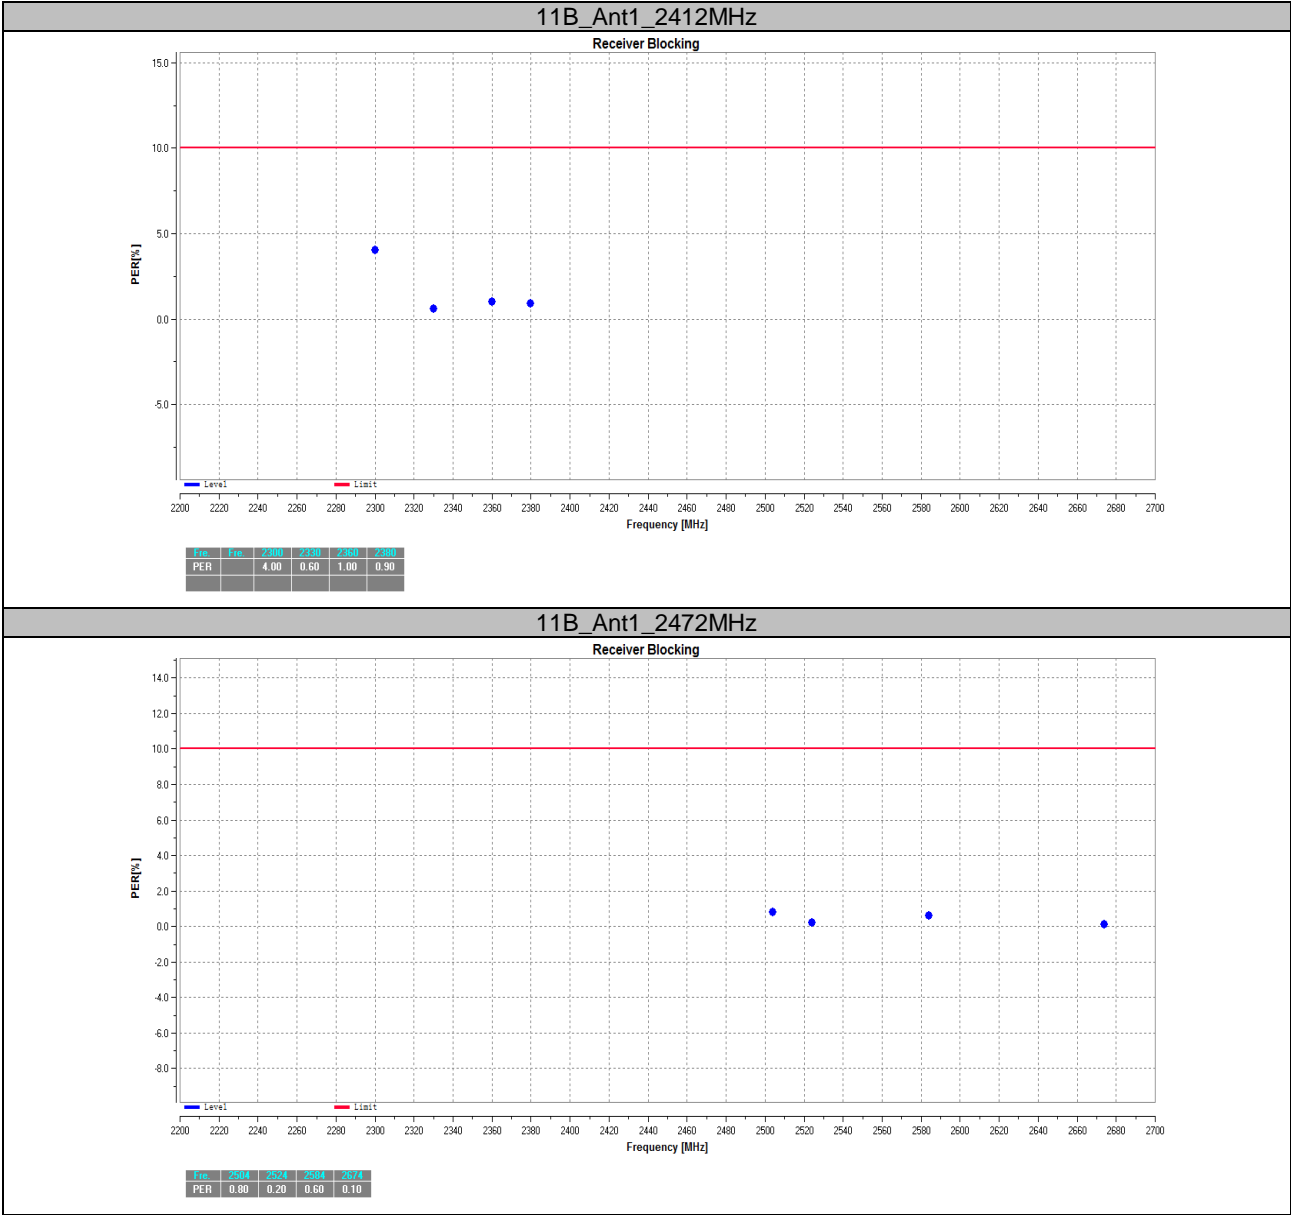 11B_Ant1_2412MHz
Receiver Blocking
15.0
10.0
5.0
0.0
-5.0
PER[%]
Level Limit
2200 2220 2240 2260 2280 2300 2320 2340 2360 2380 2400 2420 2440 2460 2480 2500 2520 2540 2560 2580 2600 2620 2640 2660 2680 2700
Frequency [MHz]
Fre. Fre. 2300 2330 2360 2380
PER 4.00 0.60 1.00 0.90
11B_Ant1_2472MHz
Receiver Blocking
14.0
12.0
10.0
8.0
6.0
4.0
2.0
0.0
-2.0
-4.0
-6.0
-8.0
PER[%]
Level Limit
2200 2220 2240 2260 2280 2300 2320 2340 2360 2380 2400 2420 2440 2460 2480 2500 2520 2540 2560 2580 2600 2620 2640 2660 2680 2700
Frequency [MHz]
Fre. 2504 2524 2584 2674
PER 0.80 0.20 0.60 0.10